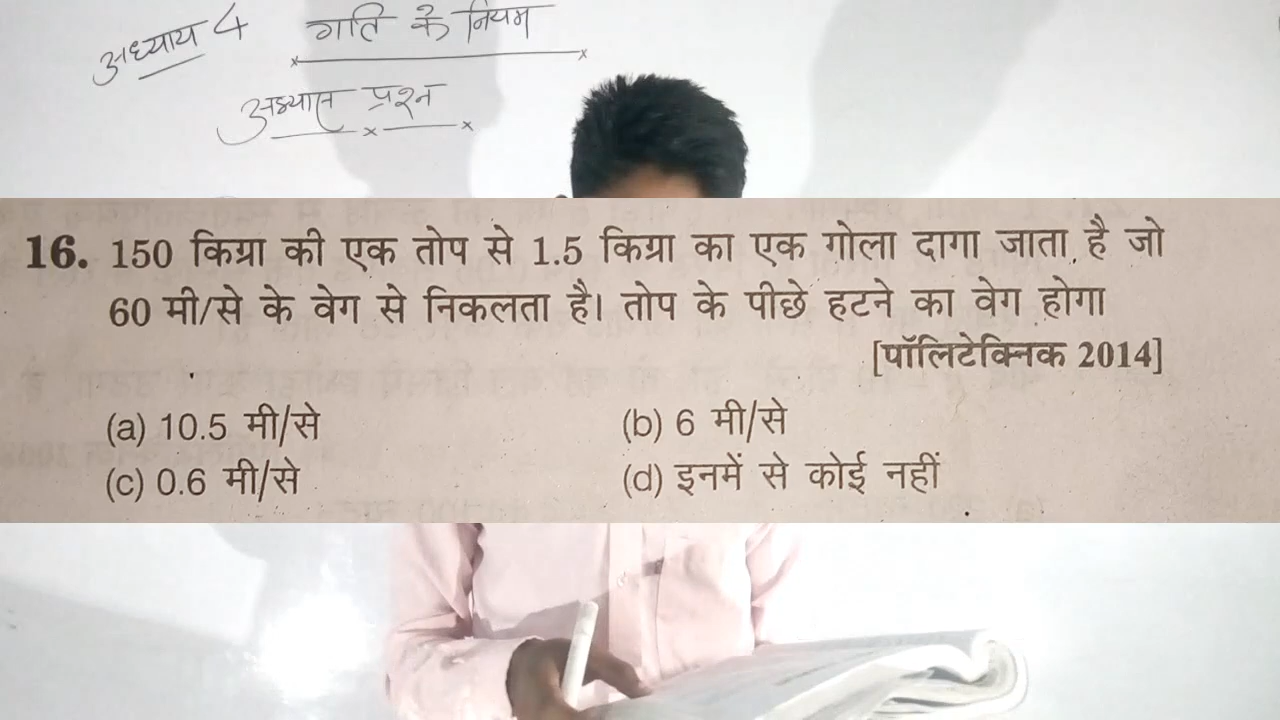 अध्याय 4 गति के नियम
अभ्यास प्रश्न
16. 150 किग्रा की एक तोप से 1.5 किग्रा का एक गोला दागा जाता है जो
60 मी/से के वेग से निकलता है। तोप के पीछे हटने का वेग होगा
[पॉलिटेक्निक 2014]
(a) 10.5 मी/से (b) 6 मी/से
(c) 0.6 मी/से (d) इनमें से कोई नहीं